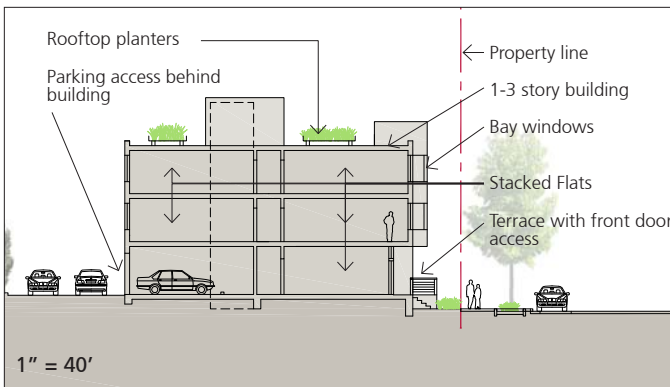 Rooftop planters
Parking access behind
building
Property line
1-3 story building
Bay windows
Stacked Flats
Terrace with front door
access
1” = 40’